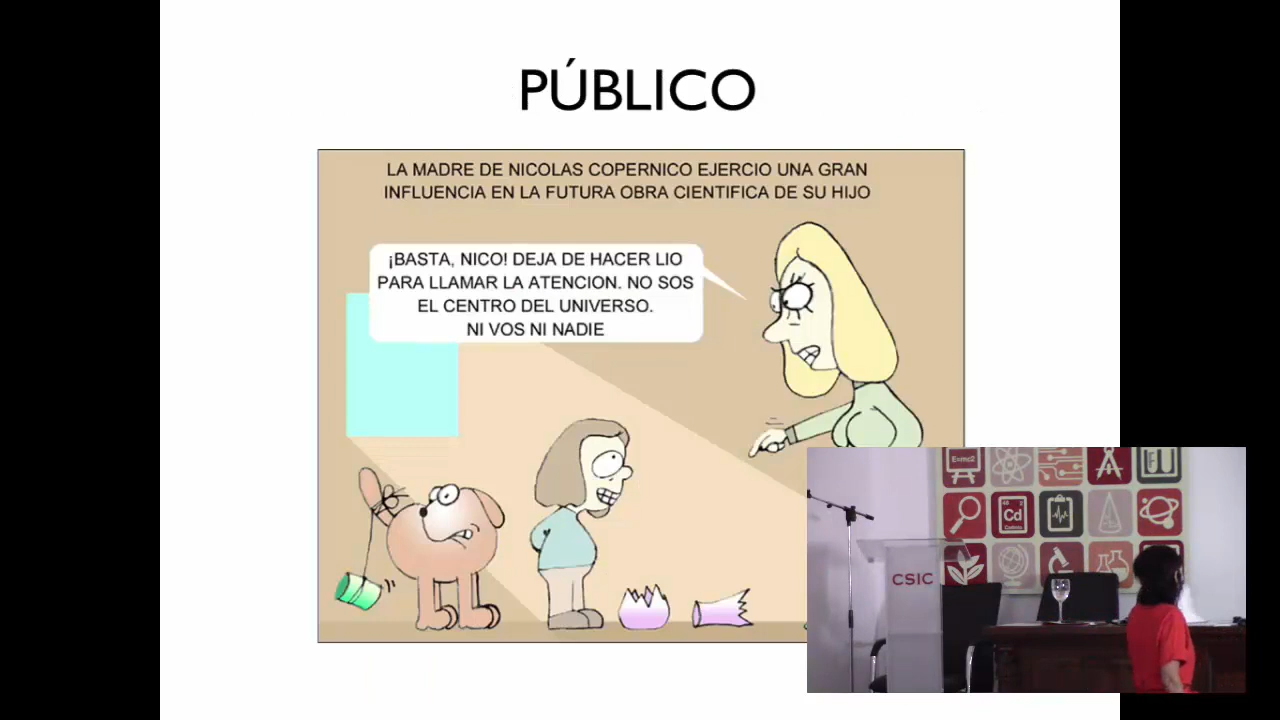 PÚBLICO
LA MADRE DE NICOLAS COPERNICO EJERCIO UNA GRAN
INFLUENCIA EN LA FUTURA OBRA CIENTIFICA DE SU HIJO
¡BASTA, NICO! DEJA DE HACER LIO
PARA LLAMAR LA ATENCION. NO SOS
EL CENTRO DEL UNIVERSO.
NI VOS NI NADIE
E=mc2
Cd
CSIC